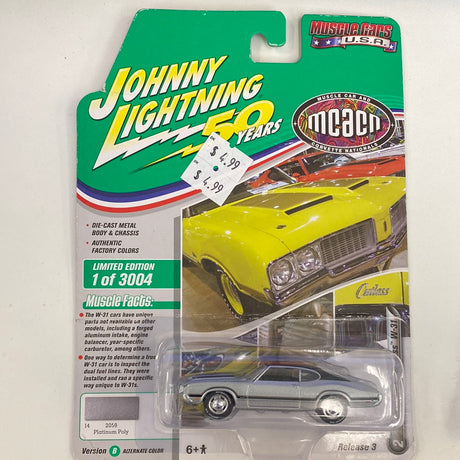 MUSCLE CARS
U.S.A.
JOHNNY
LIGHTNING
50
YEARS
MUSCLE CAR AND
mcacn
CORVETTE NATIONALS
$ 4.99
$ 4.99
• DIE-CAST METAL
BODY & CHASSIS
• AUTHENTIC
FACTORY COLORS
LIMITED EDITION
1 OF 3004
Muscle Facts:
• The W-31 cars have unique
parts not available on other
models, including a forged
aluminum intake, engine
balancer, year-specific
carburetor, among others.
• One way to determine a true
W-31 car is to inspect the
dual fuel lines. They were
installed and ran a specific
way unique to W-31s.
Cutlass
14 2059
Platinum Poly
Version B ALTERNATE COLOR
6+
Release 3
2